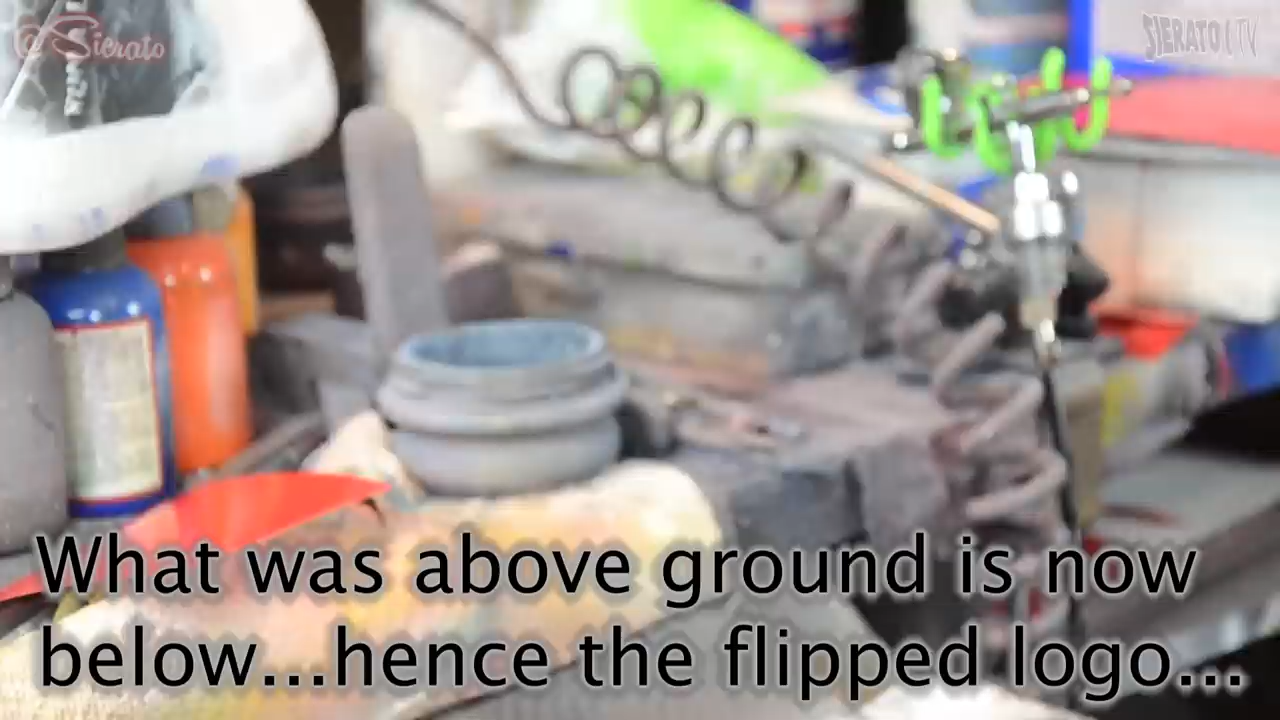 @Sierato
SIERATO | TV
What was above ground is now
below...hence the flipped logo...